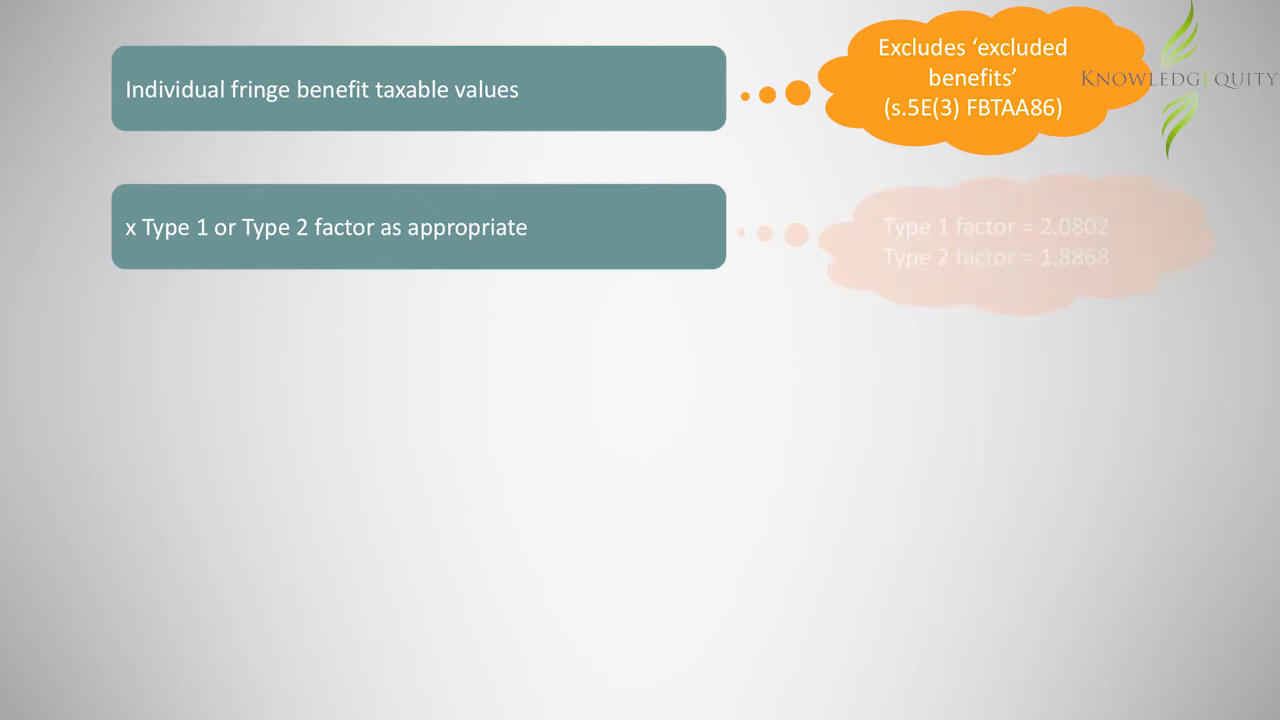 Individual fringe benefit taxable values
Excludes ‘excluded
benefits’
(s.5E(3) FBTAA86)
KNOWLEDGEQUITY
x Type 1 or Type 2 factor as appropriate
Type 1 factor = 2.0802
Type 2 factor = 1.8868